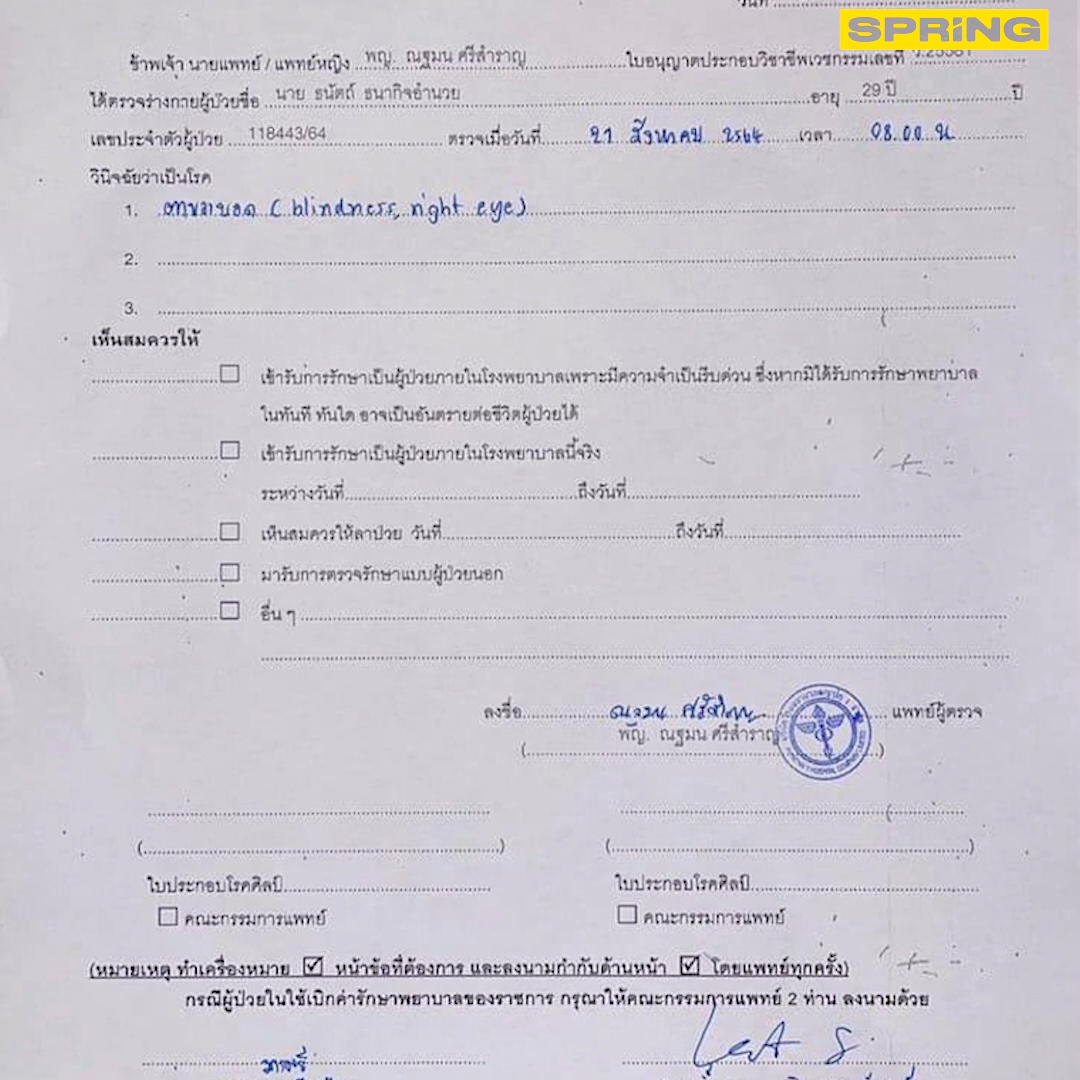 วันที่
SPRiNG
ข้าพเจ้า นายแพทย์ / แพทย์หญิง พญ. ณฐมน ศรีสำราญ ใบอนุญาตประกอบวิชาชีพเวชกรรมเลขที่
ได้ตรวจร่างกายผู้ป่วยชื่อ นาย ธนัตถ์ ธนากิจอำนวย อายุ 29 ปี ปี
เลขประจำตัวผู้ป่วย 118443/64 ตรวจเมื่อวันที่ 21 สิงหาคม 2564 เวลา 08.00 น
วินิจฉัยว่าเป็นโรค
1. ตาขวาบอด (blindness, right eye)
2.
3.
เห็นสมควรให้
เข้ารับการรักษาเป็นผู้ป่วยภายในโรงพยาบาลเพราะมีความจำเป็นรีบด่วน ซึ่งหากมิได้รับการรักษาพยาบาล
ในทันที ทันใด อาจเป็นอันตรายต่อชีวิตผู้ป่วยได้
เข้ารับการรักษาเป็นผู้ป่วยภายในโรงพยาบาลนี้จริง
ระหว่างวันที่ ถึงวันที่
เห็นสมควรให้ลาป่วย วันที่ ถึงวันที่
มารับการตรวจรักษาแบบผู้ป่วยนอก
อื่น ๆ
ลงชื่อ ณฐมน ศรีสำราญ แพทย์ผู้ตรวจ
(พญ. ณฐมน ศรีสำราญ)
ใบประกอบโรคศิลป์ ใบประกอบโรคศิลป์
คณะกรรมการแพทย์ คณะกรรมการแพทย์
(หมายเหตุ ทำเครื่องหมาย ☑ หน้าข้อที่ต้องการ และลงนามกำกับด้านหน้า ☑ โดยแพทย์ทุกครั้ง)
กรณีผู้ป่วยในใช้เบิกค่ารักษาพยาบาลของราชการ กรุณาให้คณะกรรมการแพทย์ 2 ท่าน ลงนามด้วย